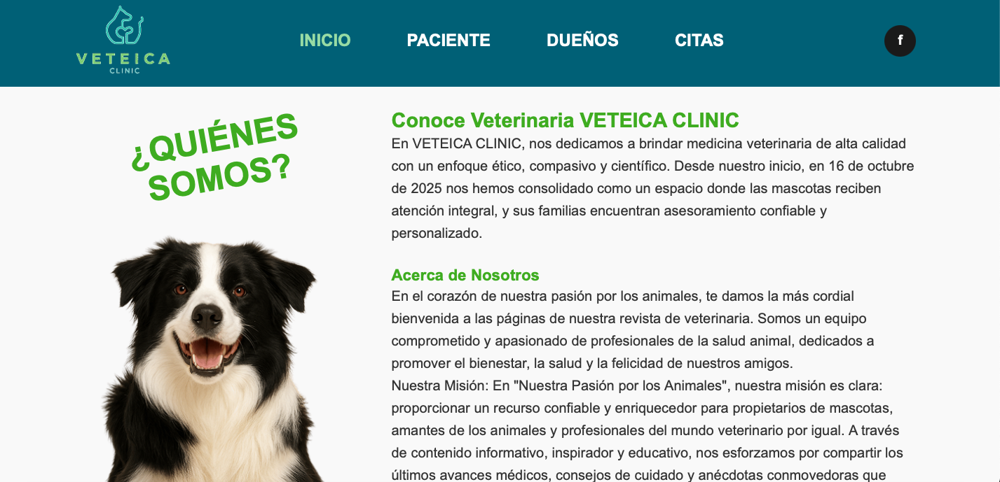 VETEICA
CLINIC
INICIO
PACIENTE
DUEÑOS
CITAS
f
¿QUIÉNES
SOMOS?
Conoce Veterinaria VETEICA CLINIC
En VETEICA CLINIC, nos dedicamos a brindar medicina veterinaria de alta calidad
con un enfoque ético, compasivo y científico. Desde nuestro inicio, en 16 de octubre
de 2025 nos hemos consolidado como un espacio donde las mascotas reciben
atención integral, y sus familias encuentran asesoramiento confiable y
personalizado.
Acerca de Nosotros
En el corazón de nuestra pasión por los animales, te damos la más cordial
bienvenida a las páginas de nuestra revista de veterinaria. Somos un equipo
comprometido y apasionado de profesionales de la salud animal, dedicados a
promover el bienestar, la salud y la felicidad de nuestros amigos.
Nuestra Misión: En "Nuestra Pasión por los Animales", nuestra misión es clara:
proporcionar un recurso confiable y enriquecedor para propietarios de mascotas,
amantes de los animales y profesionales del mundo veterinario por igual. A través
de contenido informativo, inspirador y educativo, nos esforzamos por compartir los
últimos avances médicos, consejos de cuidado y anécdotas conmovedoras que